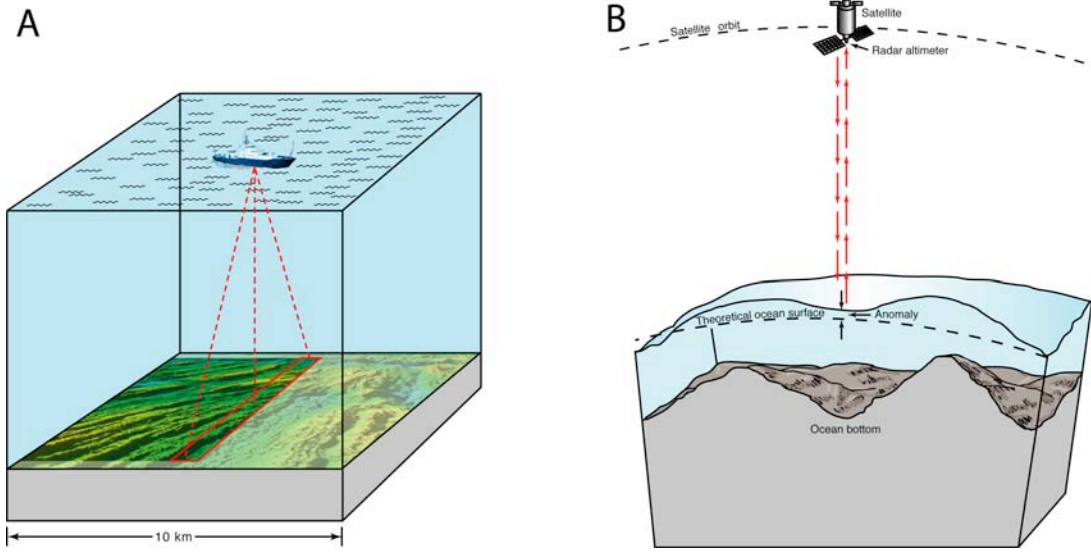 A
10 km
B
Satellite
Satellite orbit
Radar altimeter
Theoretical ocean surface
Anomaly
Ocean bottom